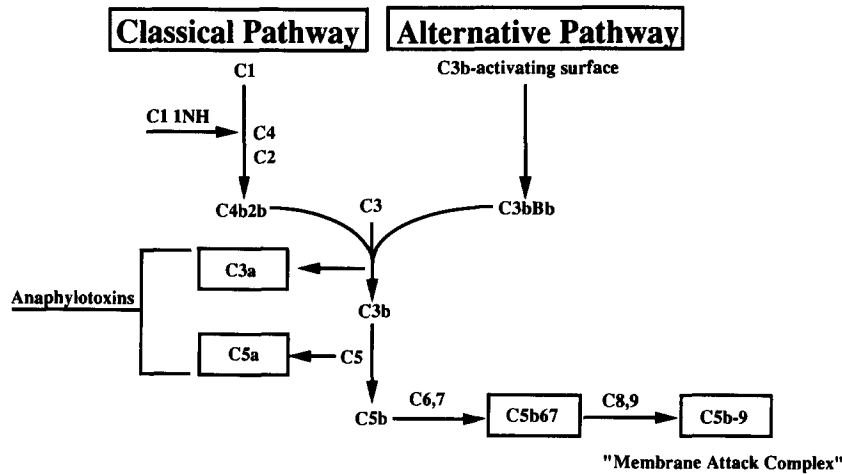 Classical Pathway
Alternative Pathway
C1
C3b-activating surface
C1 1NH
C4
C2
C4b2b
C3
C3bBb
C3a
Anaphylotoxins
C3b
C5a
C5
C5b
C6,7
C5b67
C8,9
C5b-9
"Membrane Attack Complex"